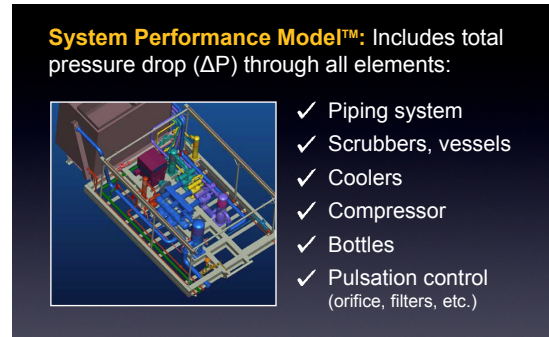 System Performance Model™: Includes total
pressure drop (ΔP) through all elements:
✓ Piping system
✓ Scrubbers, vessels
✓ Coolers
✓ Compressor
✓ Bottles
✓ Pulsation control
(orifice, filters, etc.)